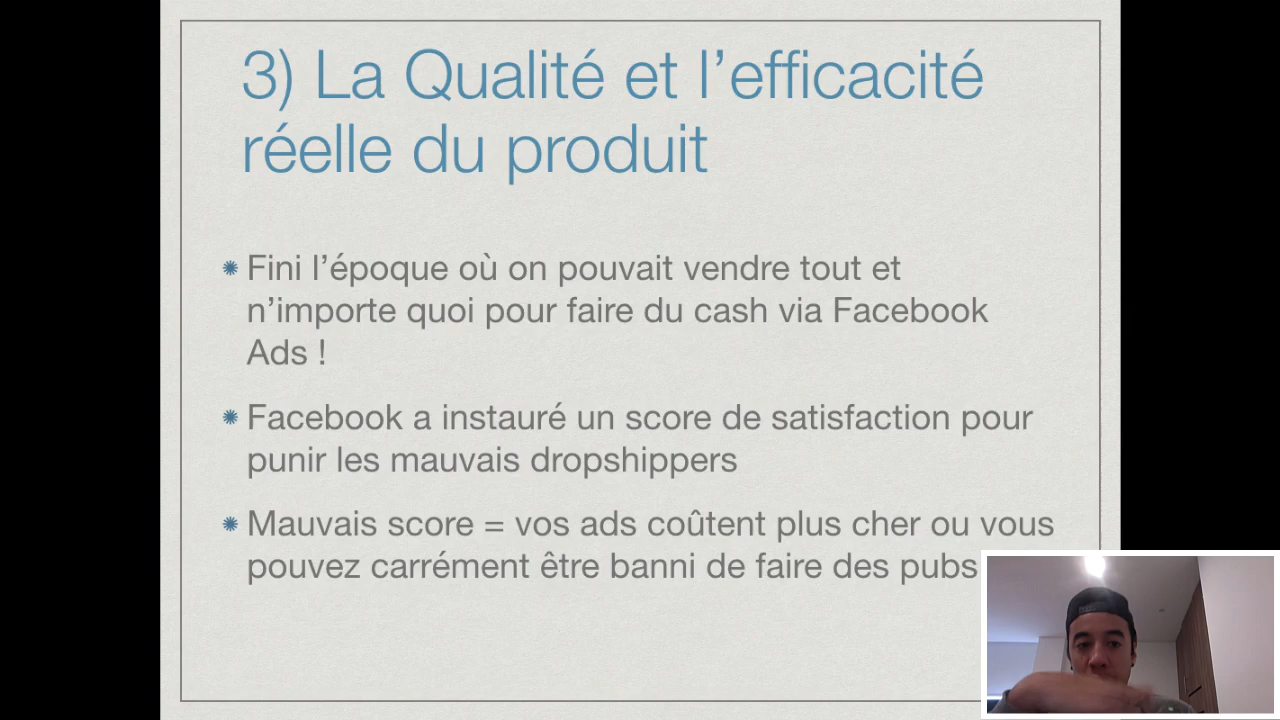 3) La Qualité et l’efficacité
réelle du produit
Fini l’époque où on pouvait vendre tout et
n’importe quoi pour faire du cash via Facebook
Ads !
Facebook a instauré un score de satisfaction pour
punir les mauvais dropshippers
Mauvais score = vos ads coûtent plus cher ou vous
pouvez carrément être banni de faire des pubs